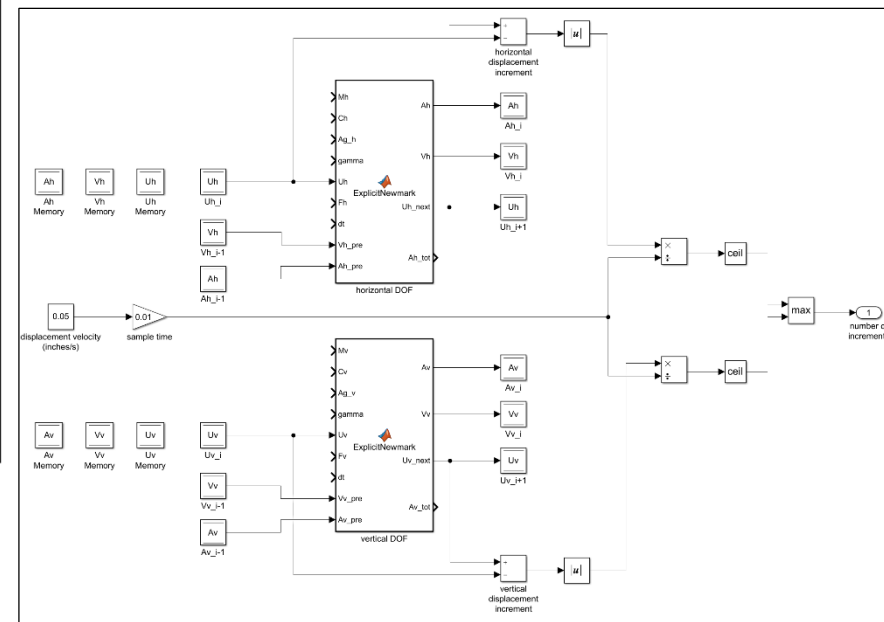 +
−
horizontal
displacement
increment
|u|
Mh
Ch
Ag_h
gamma
Uh
Fh
dt
Vh_pre
Ah_pre
ExplicitNewmark
Ah
Vh
Uh_next
Ah_tot
horizontal DOF
Ah
Ah_i
Vh
Vh_i
Uh
Uh_i+1
Ah
Ah
Memory
Vh
Vh
Memory
Uh
Uh
Memory
Uh
Uh_i
Vh
Vh_i-1
Ah
Ah_i-1
×
÷
ceil
0.05
displacement velocity
(inches/s)
0.01
sample time
max
1
number o
increment
Mv
Cv
Ag_v
gamma
Uv
Fv
dt
Vv_pre
Av_pre
ExplicitNewmark
Av
Vv
Uv_next
Av_tot
vertical DOF
Av
Av_i
Vv
Vv_i
Uv
Uv_i+1
×
÷
ceil
Av
Av
Memory
Vv
Vv
Memory
Uv
Uv
Memory
Uv
Uv_i
Vv
Vv_i-1
Av
Av_i-1
+
−
vertical
displacement
increment
|u|